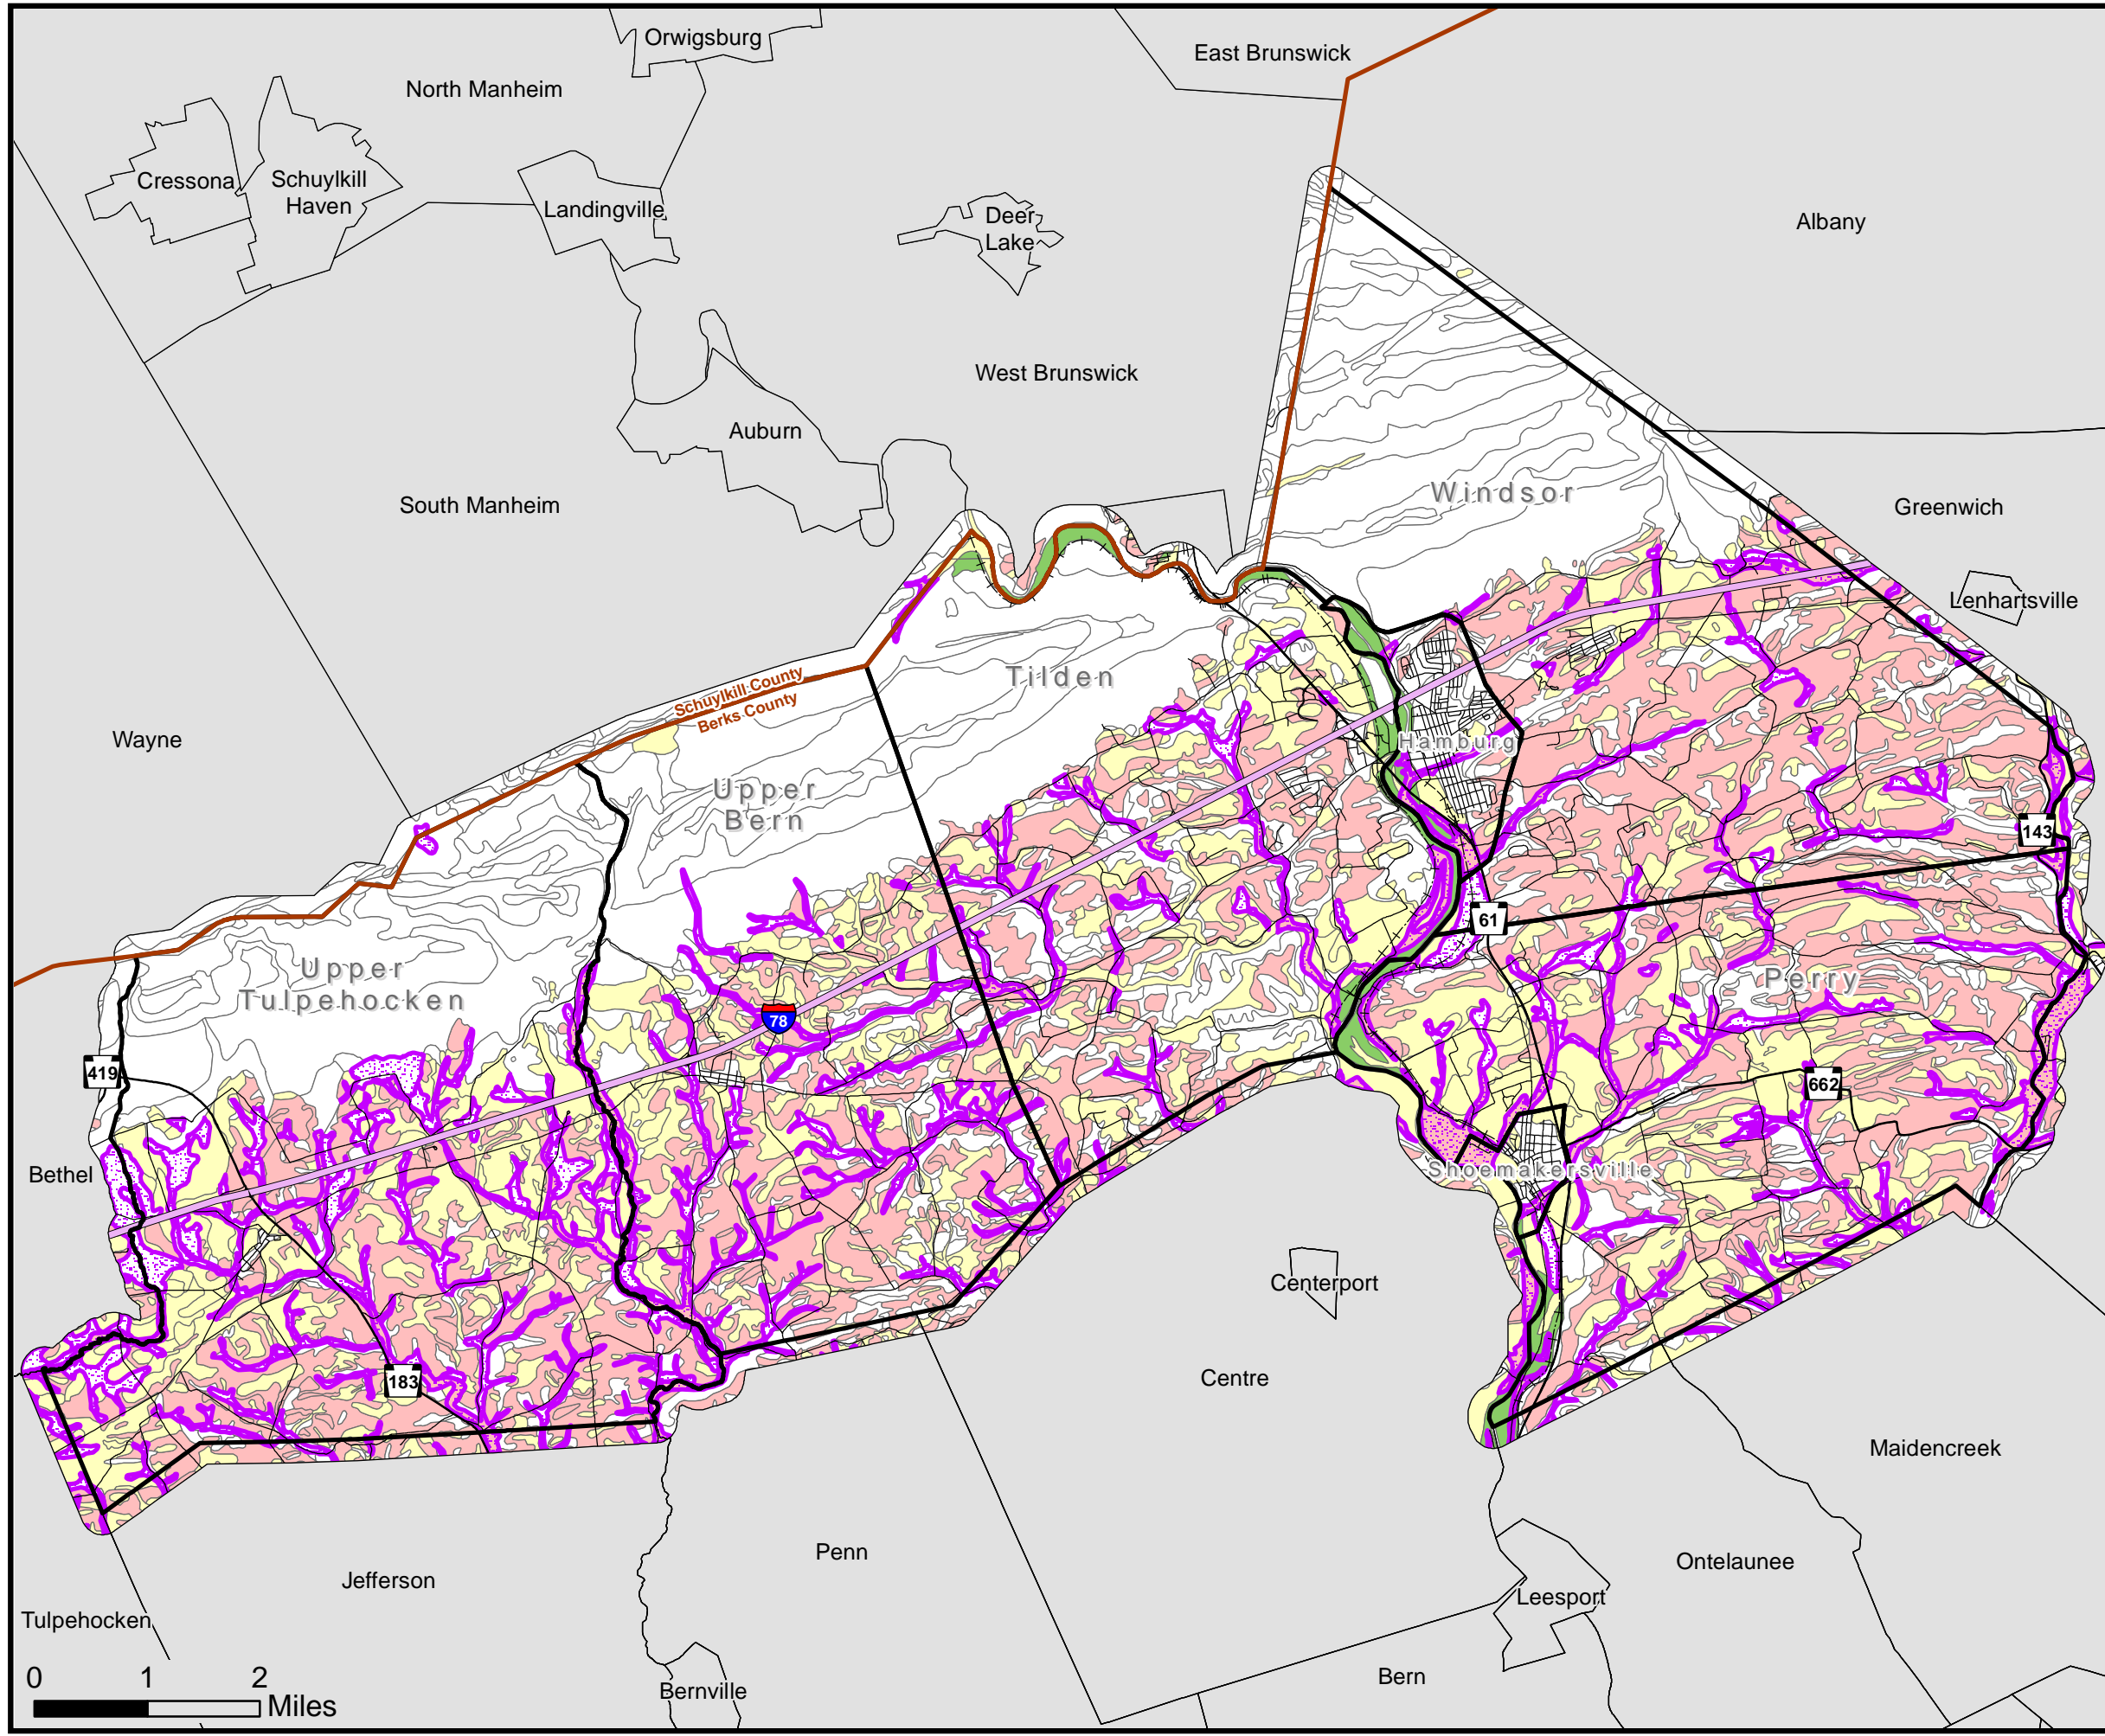 Orwigsburg
East Brunswick
North Manheim
Cressona
Schuylkill
Haven
Landingville
Deer
Lake
Albany
West Brunswick
Auburn
Windsor
South Manheim
Greenwich
Lenhartsville
Tilden
Schuylkill County
Berks County
Wayne
Hamburg
Upper
Bern
143
61
Upper
Tulpehocken
Perry
78
419
662
Bethel
Shoemakersville
Centerport
183
Centre
Maidencreek
Penn
Ontelaunee
Jefferson
Leesport
Tulpehocken
Bern
Bernville
0 1 2
Miles